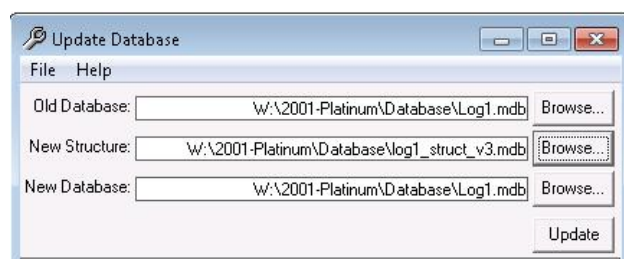 Update Database
File Help
Old Database: W:\2001-Platinum\Database\Log1.mdb Browse...
New Structure: W:\2001-Platinum\Database\log1_struct_v3.mdb Browse...
New Database: W:\2001-Platinum\Database\Log1.mdb Browse...
Update